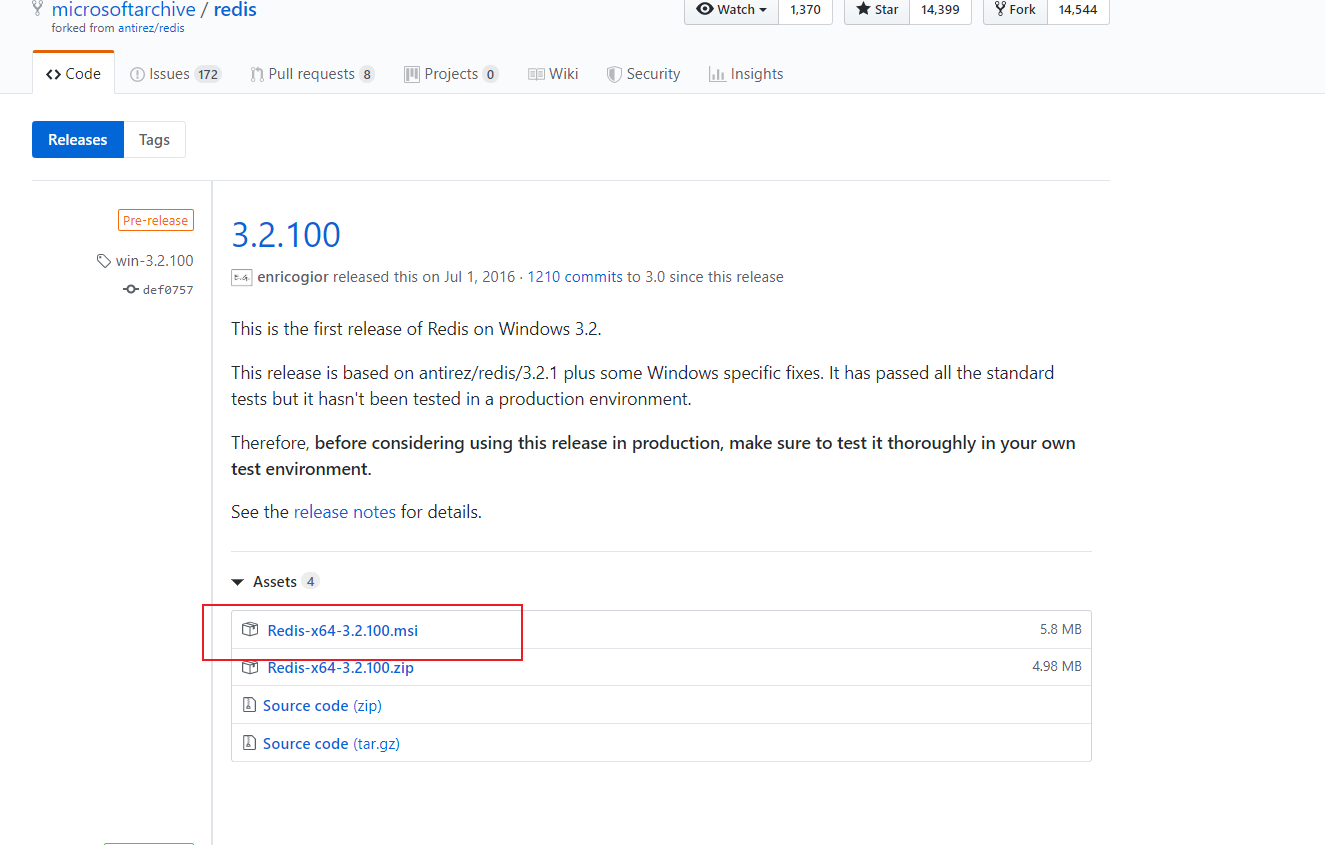 microsoftarchive / redis
forked from antirez/redis
Watch 1,370 Star 14,399 Fork 14,544
Code Issues 172 Pull requests 8 Projects 0 Wiki Security Insights
Releases Tags
Pre-release
win-3.2.100
def0757
3.2.100
E.G. enricogior released this on Jul 1, 2016 · 1210 commits to 3.0 since this release
This is the first release of Redis on Windows 3.2.
This release is based on antirez/redis/3.2.1 plus some Windows specific fixes. It has passed all the standard
tests but it hasn't been tested in a production environment.
Therefore, before considering using this release in production, make sure to test it thoroughly in your own
test environment.
See the release notes for details.
Assets 4
Redis-x64-3.2.100.msi 5.8 MB
Redis-x64-3.2.100.zip 4.98 MB
Source code (zip)
Source code (tar.gz)